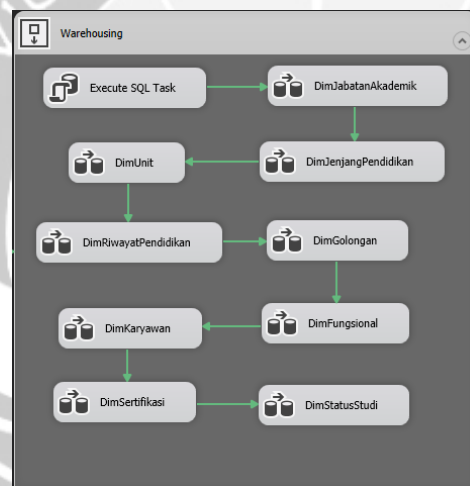 Warehousing
Execute SQL Task
DimJabatanAkademik
DimUnit
DimJenjangPendidikan
DimRiwayatPendidikan
DimGolongan
DimKaryawan
DimFungsional
DimSertifikasi
DimStatusStudi